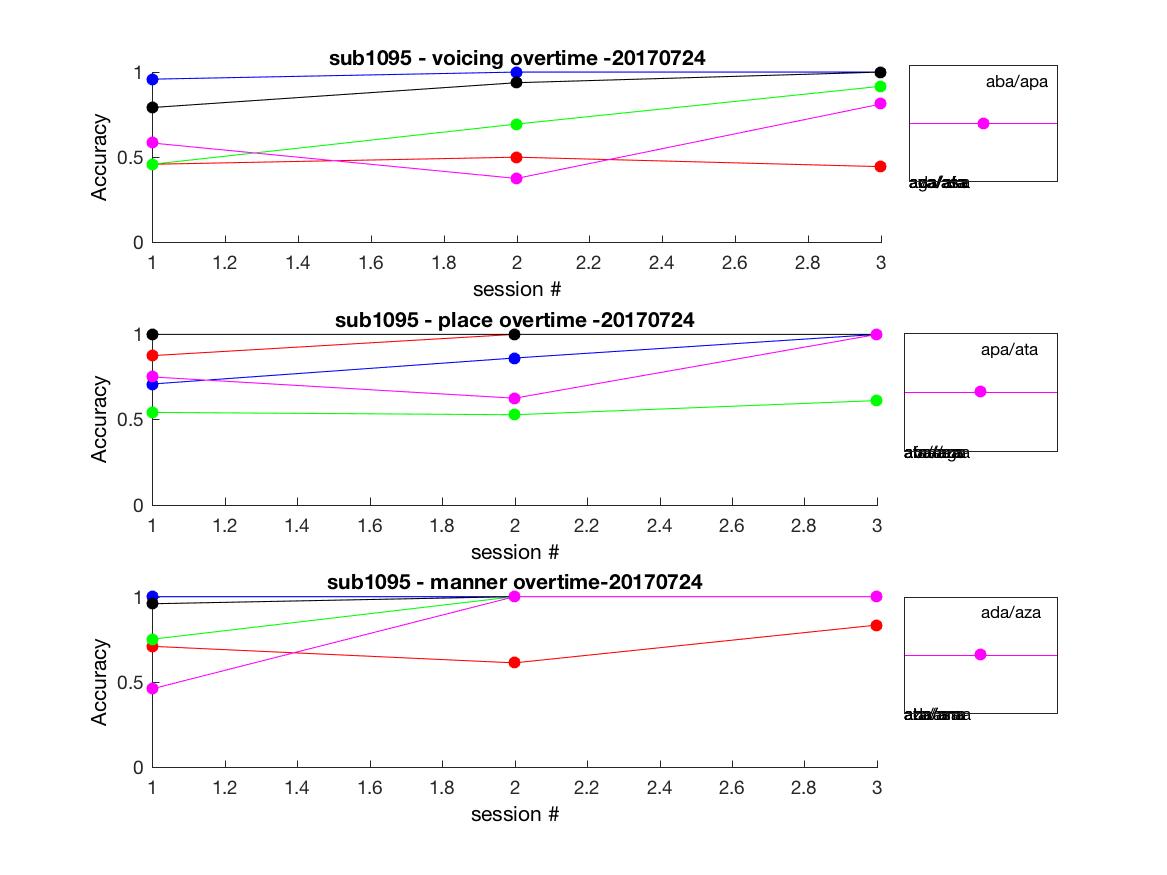 sub1095 - voicing overtime -20170724
1
0.5
0
Accuracy
1 1.2 1.4 1.6 1.8 2 2.2 2.4 2.6 2.8 3
session #
aba/apa
sub1095 - place overtime -20170724
1
0.5
0
Accuracy
1 1.2 1.4 1.6 1.8 2 2.2 2.4 2.6 2.8 3
session #
apa/ata
sub1095 - manner overtime-20170724
1
0.5
0
Accuracy
1 1.2 1.4 1.6 1.8 2 2.2 2.4 2.6 2.8 3
session #
ada/aza